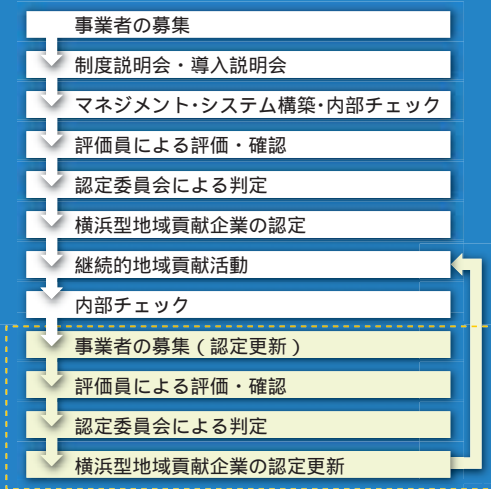 事業者の募集
制度説明会・導入説明会
マネジメント･システム構築･内部チェック
評価員による評価・確認
認定委員会による判定
横浜型地域貢献企業の認定
継続的地域貢献活動
内部チェック
事業者の募集（認定更新）
評価員による評価・確認
認定委員会による判定
横浜型地域貢献企業の認定更新